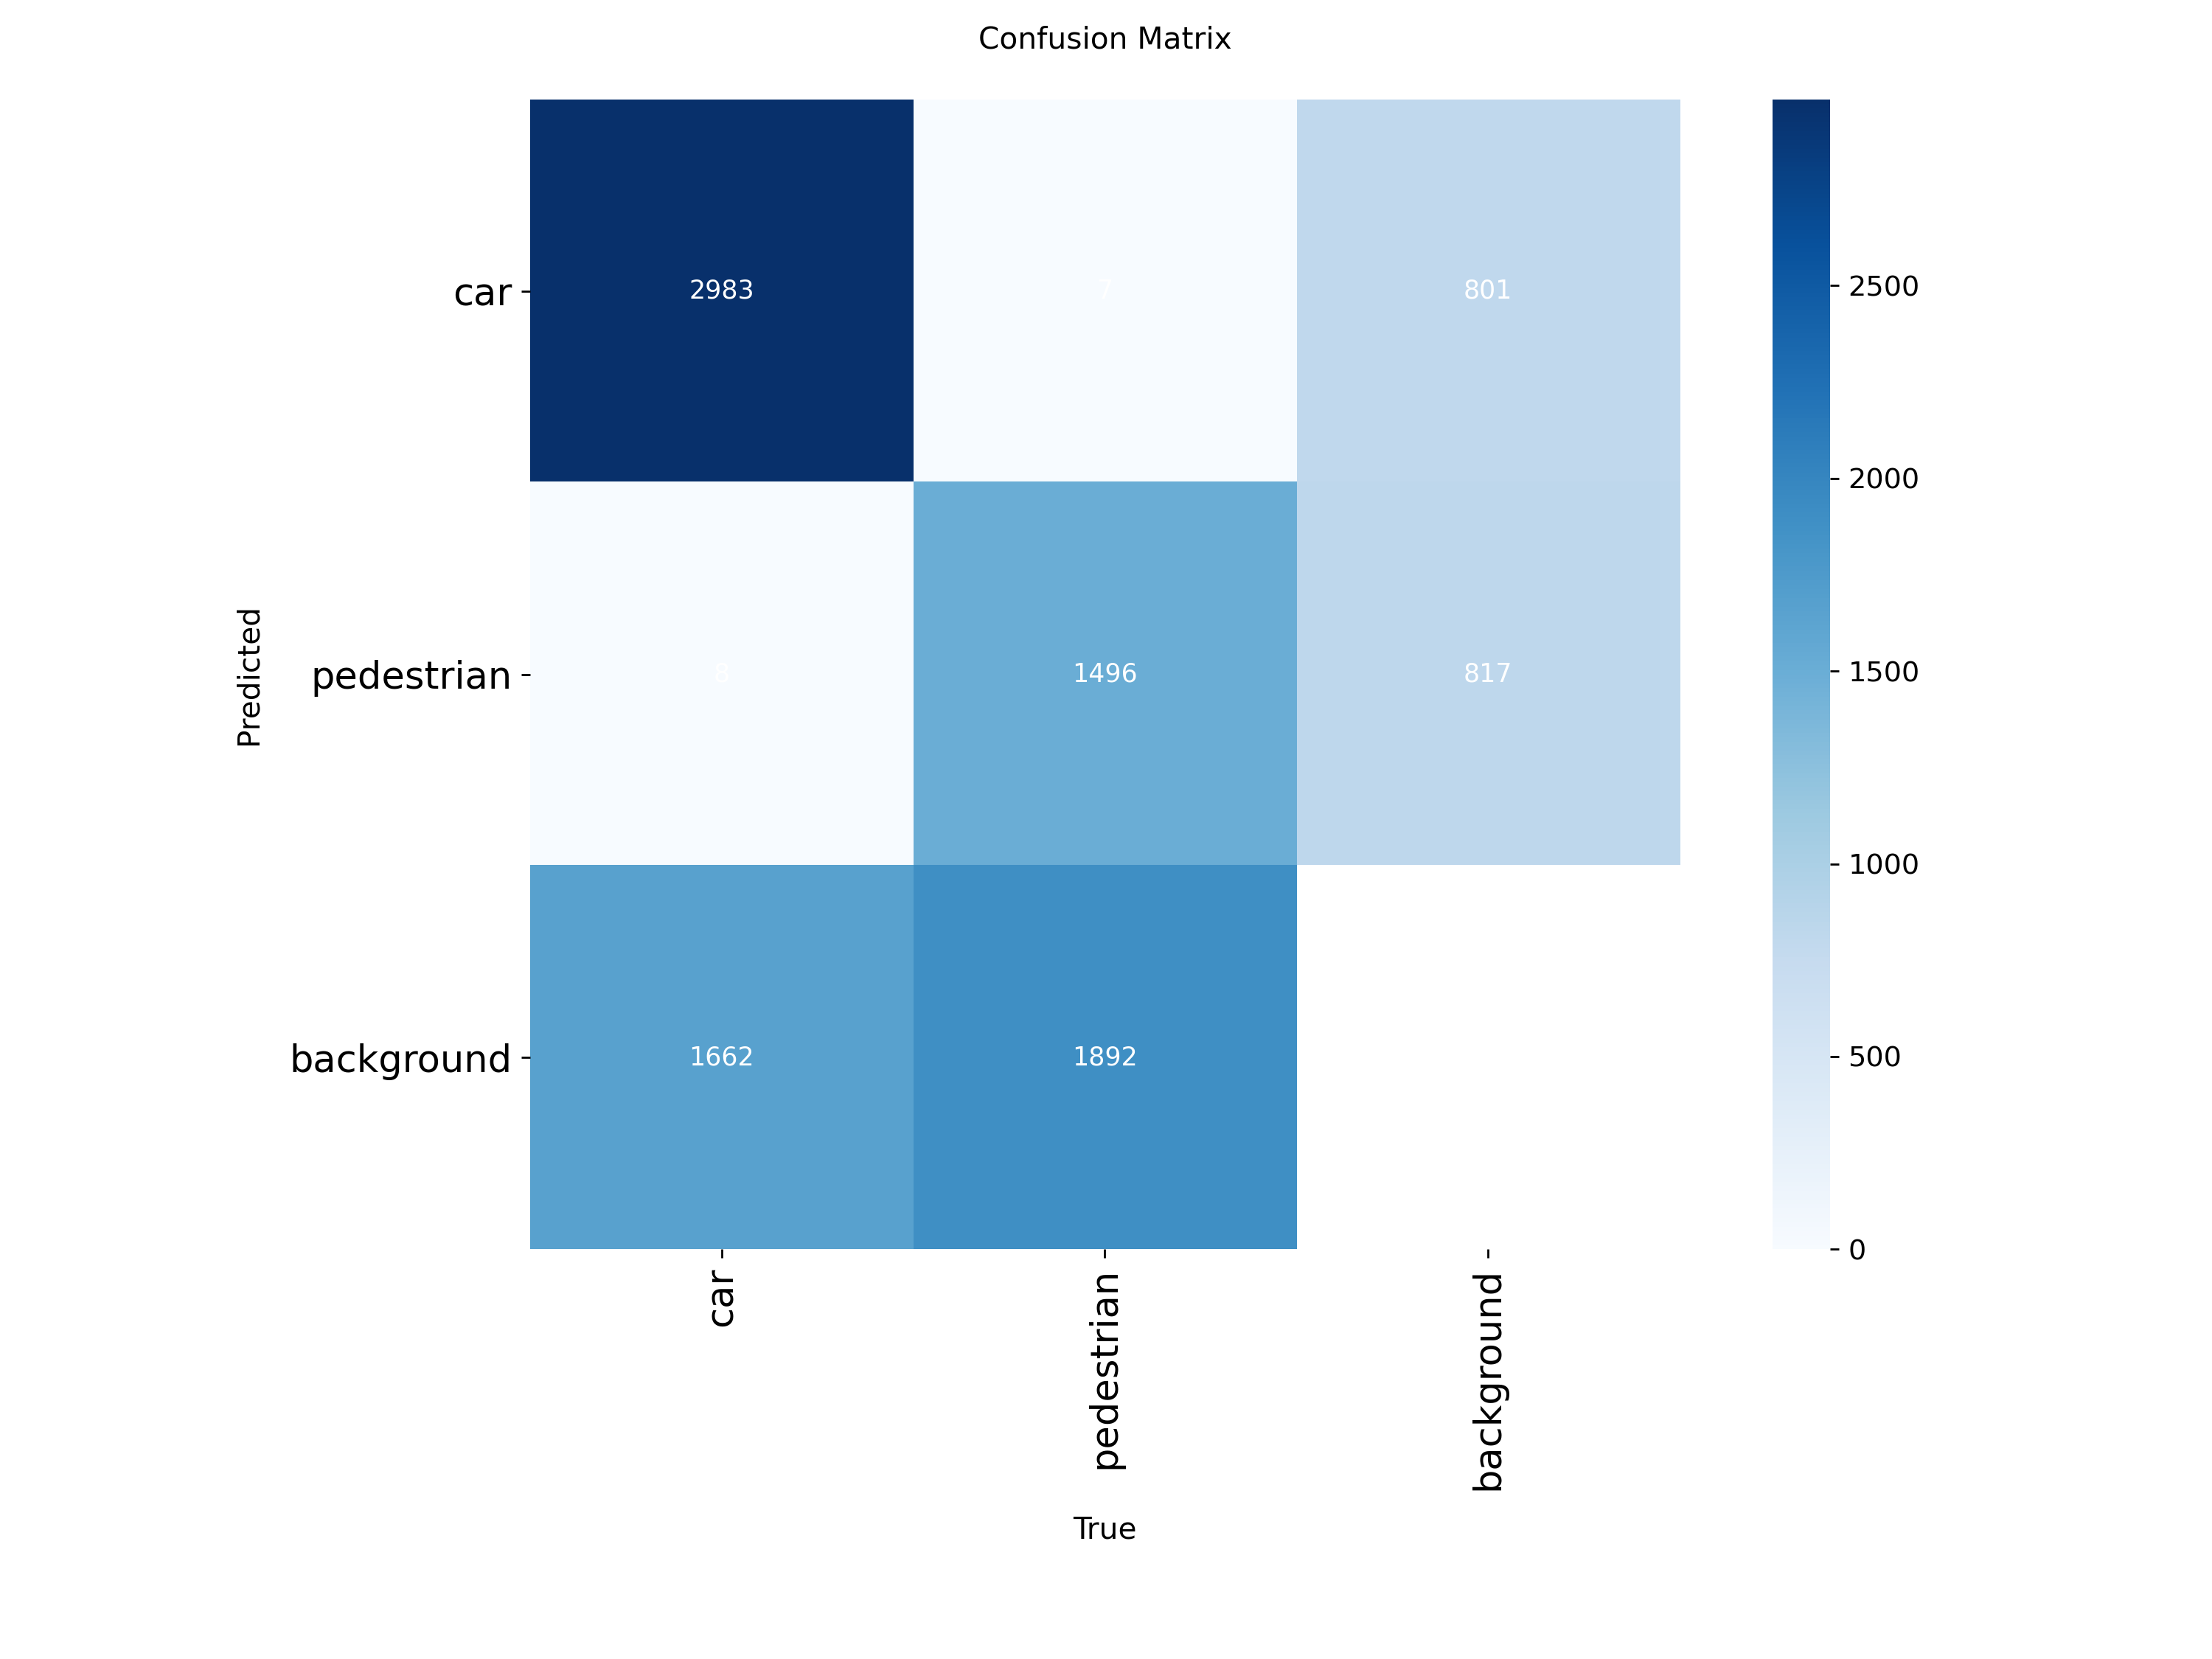 Confusion Matrix
car
2983
7
801
2500
2000
Predicted
pedestrian
8
1496
817
1500
1000
background
1662
1892
500
0
car
pedestrian
background
True